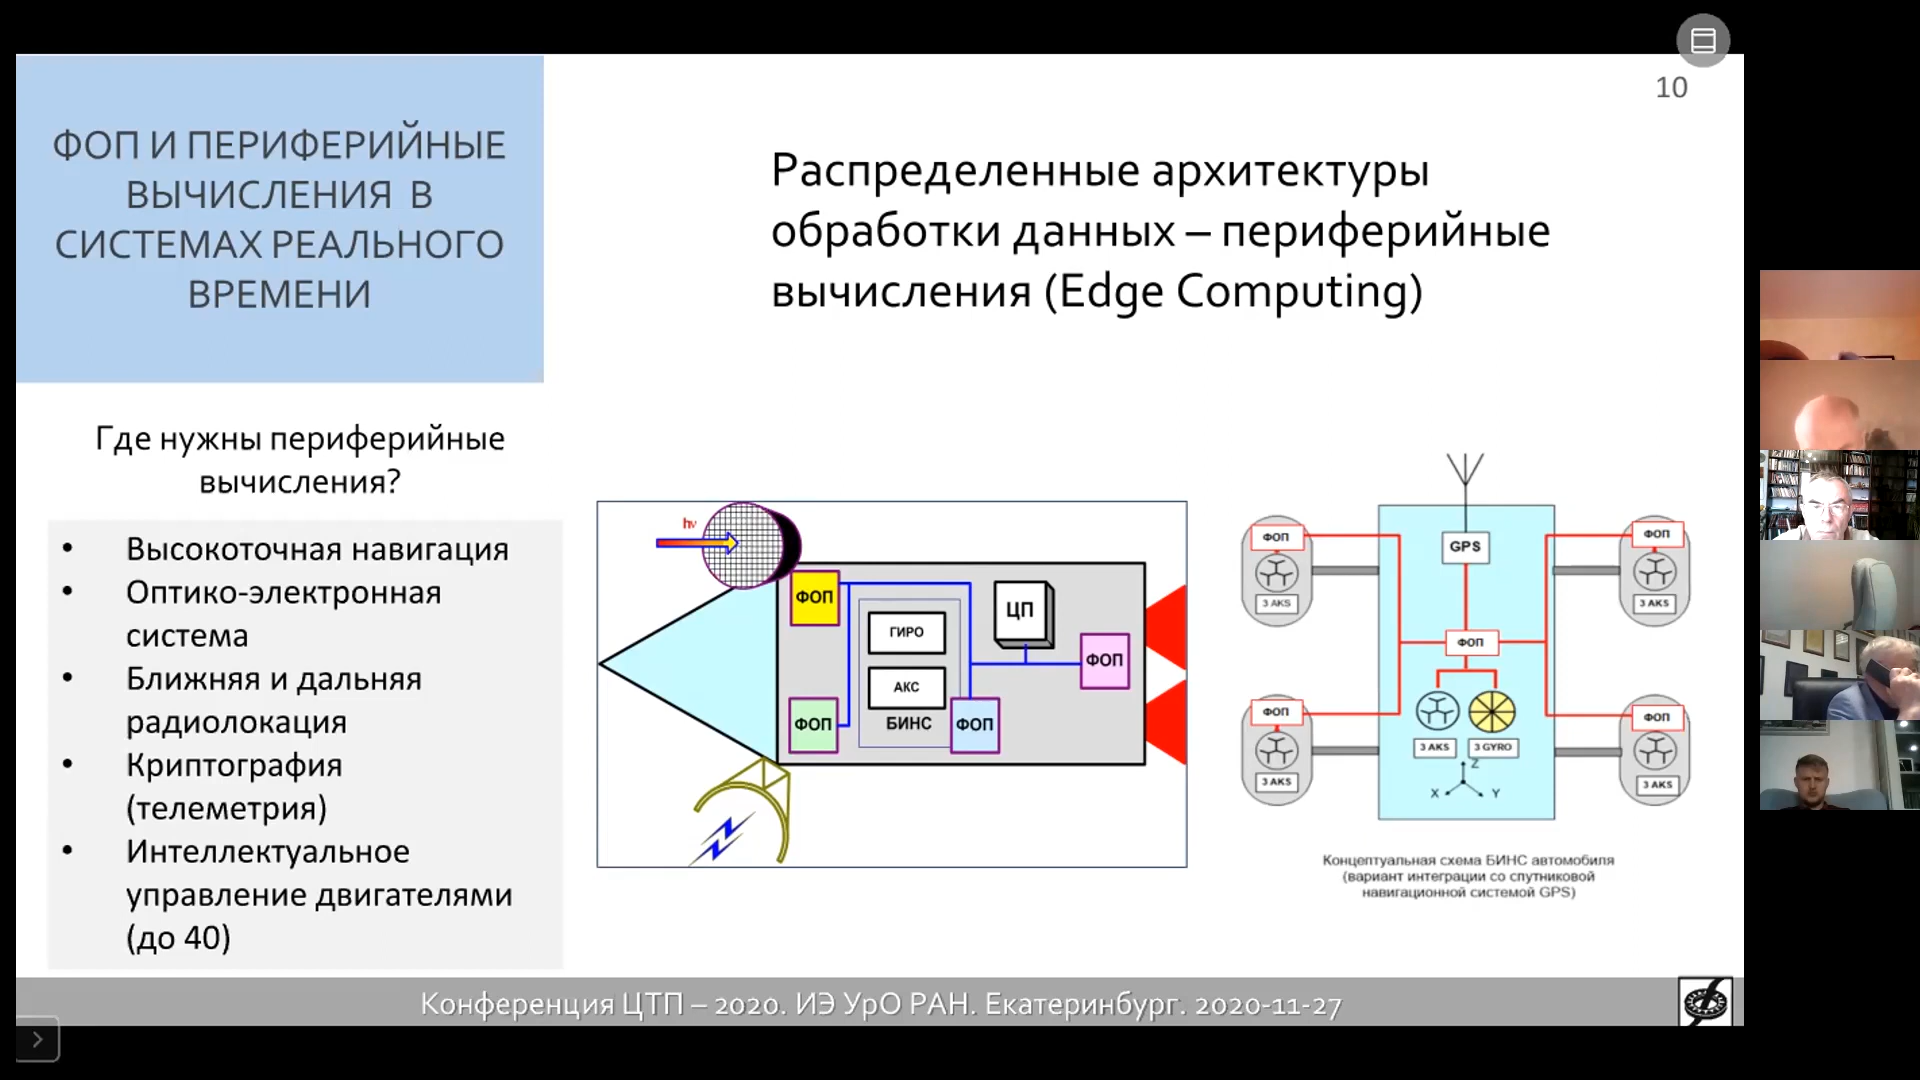 10
ФОП И ПЕРИФЕРИЙНЫЕ
ВЫЧИСЛЕНИЯ В
СИСТЕМАХ РЕАЛЬНОГО
ВРЕМЕНИ
Распределенные архитектуры
обработки данных – периферийные
вычисления (Edge Computing)
Где нужны периферийные
вычисления?
• Высокоточная навигация
• Оптико-электронная
система
• Ближняя и дальняя
радиолокация
• Криптография
(телеметрия)
• Интеллектуальное
управление двигателями
(до 40)
hv
ФОП
ГИРО
ЦП
ФОП
АКС
ФОП
БИНС
ФОП
ФОП
GPS
ФОП
3 AKS
3 AKS
ФОП
ФОП
ФОП
3 AKS
3 GYRO
Z
X
Y
3 AKS
3 AKS
Концептуальная схема БИНС автомобиля
(вариант интеграции со спутниковой
навигационной системой GPS)
Конференция ЦТП – 2020. ИЭ УрО РАН. Екатеринбург. 2020-11-27